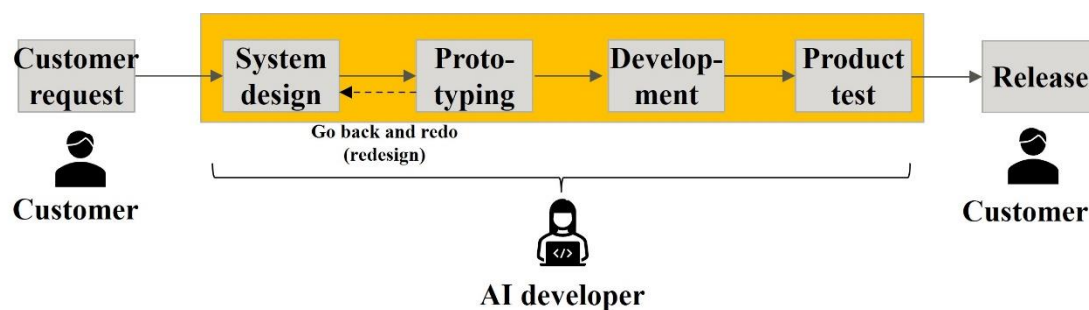 Customer
request
System
design
Proto-
typing
Develop-
ment
Product
test
Release
Go back and redo
(redesign)
Customer
</>
AI developer
Customer